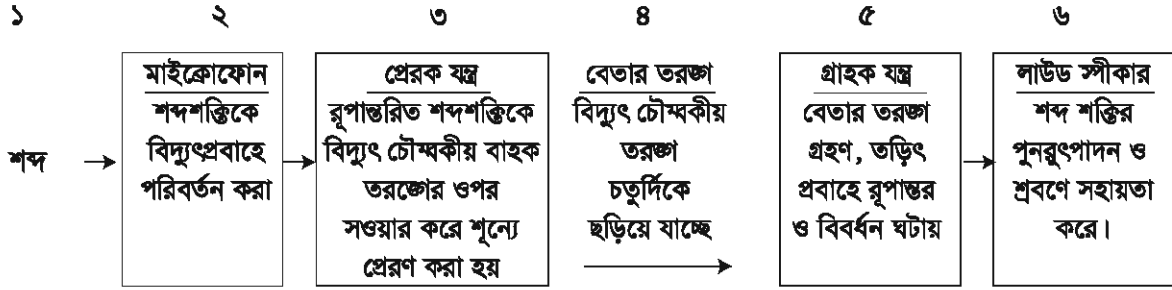 ১ ২ ৩ ৪ ৫ ৬
শব্দ
মাইক্রোফোন
শব্দশক্তিকে
বিদ্যুৎপ্রবাহে
পরিবর্তন করা
প্রেরক যন্ত্র
রূপান্তরিত শব্দশক্তিকে
বিদ্যুৎ চৌম্বকীয় বাহক
তরঙ্গের ওপর
সওয়ার করে শূন্যে
প্রেরণ করা হয়
বেতার তরঙ্গ
বিদ্যুৎ চৌম্বকীয়
তরঙ্গ
চতুর্দিকে
ছড়িয়ে যাচ্ছে
গ্রাহক যন্ত্র
বেতার তরঙ্গ
গ্রহণ, তড়িৎ
প্রবাহে রূপান্তর
ও বিবর্ধন ঘটায়
লাউড স্পীকার
শব্দ শক্তির
পুনরুৎপাদন ও
শ্রবণে সহায়তা
করে।